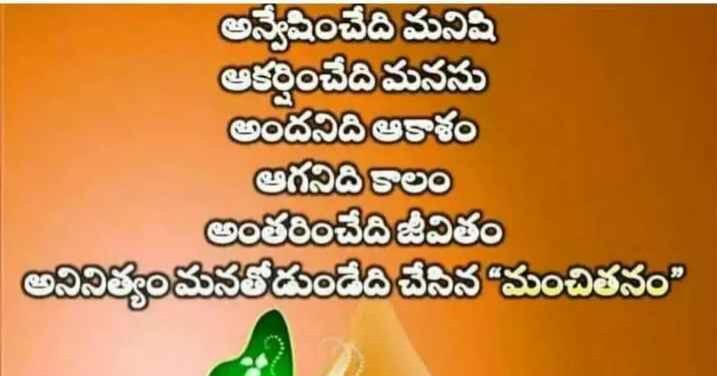 అన్వేషించేది మనిషి
ఆకర్షించేది మనసు
అందనిది ఆకాశం
ఆగనిది కాలం
అంతరించేది జీవితం
అనినిత్యం మనతోడుండేది చేసిన “మంచితనం”